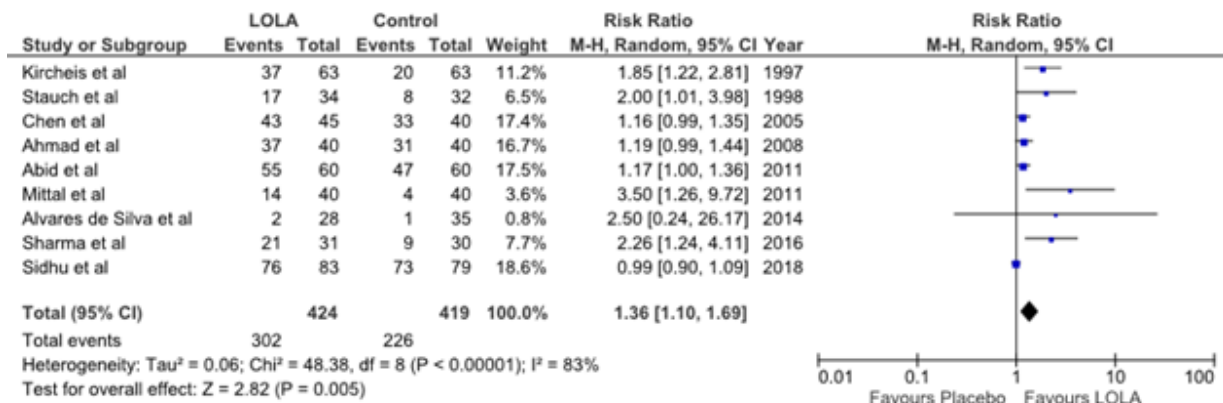 LOLA Control Risk Ratio Risk Ratio
Study or Subgroup Events Total Events Total Weight M-H, Random, 95% CI Year M-H, Random, 95% CI
Kircheis et al 37 63 20 63 11.2% 1.85 [1.22, 2.81] 1997
Stauch et al 17 34 8 32 6.5% 2.00 [1.01, 3.98] 1998
Chen et al 43 45 33 40 17.4% 1.16 [0.99, 1.35] 2005
Ahmad et al 37 40 31 40 16.7% 1.19 [0.99, 1.44] 2008
Abid et al 55 60 47 60 17.5% 1.17 [1.00, 1.36] 2011
Mittal et al 14 40 4 40 3.6% 3.50 [1.26, 9.72] 2011
Alvares de Silva et al 2 28 1 35 0.8% 2.50 [0.24, 26.17] 2014
Sharma et al 21 31 9 30 7.7% 2.26 [1.24, 4.11] 2016
Sidhu et al 76 83 73 79 18.6% 0.99 [0.90, 1.09] 2018
Total (95% CI) 424 419 100.0% 1.36 [1.10, 1.69]
Total events 302 226
Heterogeneity: Tau² = 0.06; Chi² = 48.38, df = 8 (P < 0.00001); I² = 83%
Test for overall effect: Z = 2.82 (P = 0.005)
0.01 0.1 1 10 100
Favours Placebo Favours LOLA